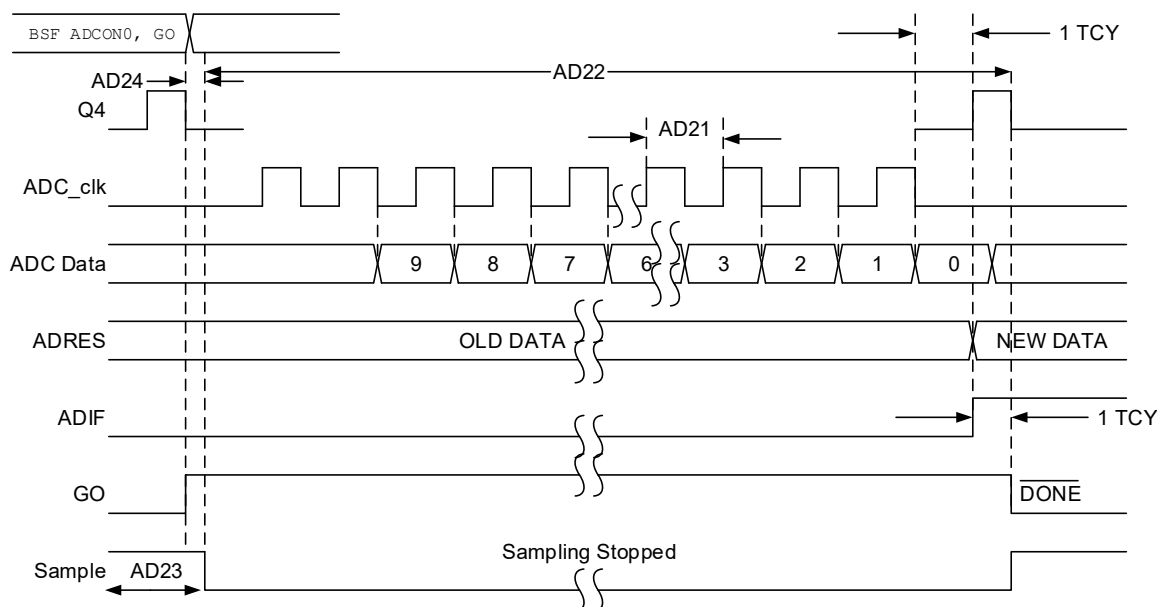 BSF ADCON0, GO
1 TCY
AD24
AD22
Q4
AD21
ADC_clk
ADC Data 9 8 7 6 3 2 1 0
ADRES OLD DATA NEW DATA
ADIF 1 TCY
GO DONE
Sampling Stopped
Sample AD23